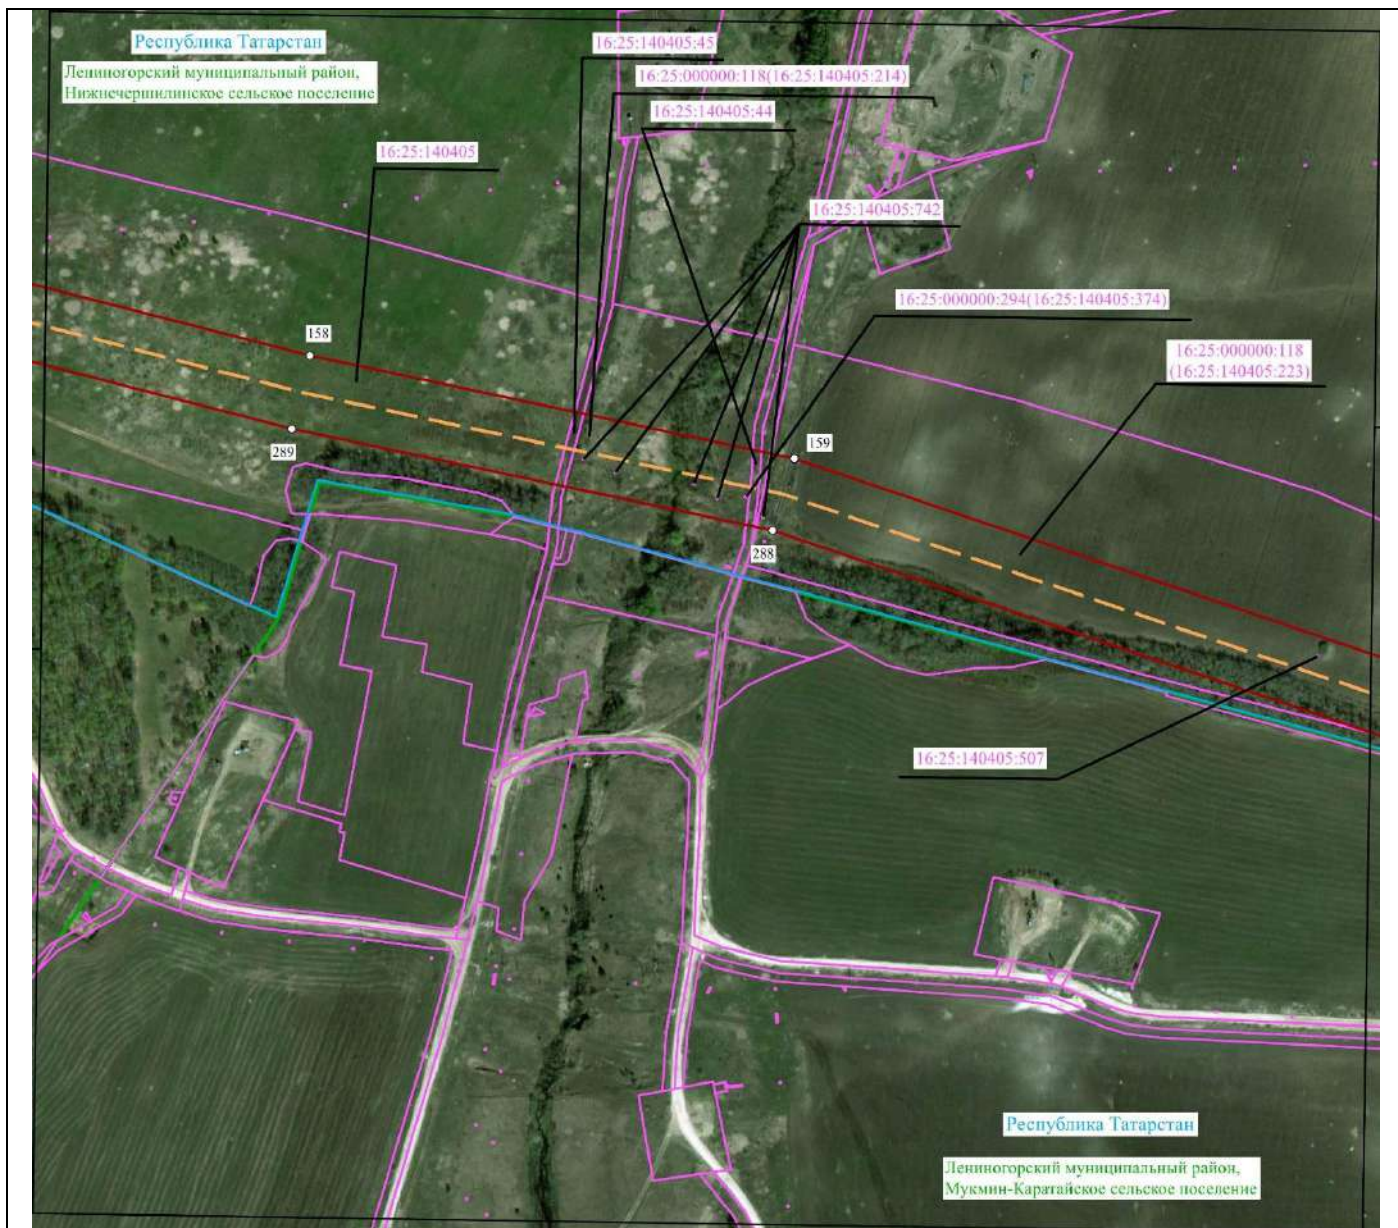 Республика Татарстан
Лениногорский муниципальный район,
Нижнечершилинское сельское поселение
16:25:140405:45
16:25:000000:118(16:25:140405:214)
16:25:140405:44
16:25:140405
16:25:140405:742
16:25:000000:294(16:25:140405:374)
158
16:25:000000:118
(16:25:140405:223)
289
159
288
16:25:140405:507
Республика Татарстан
Лениногорский муниципальный район,
Мукмин-Каратайское сельское поселение